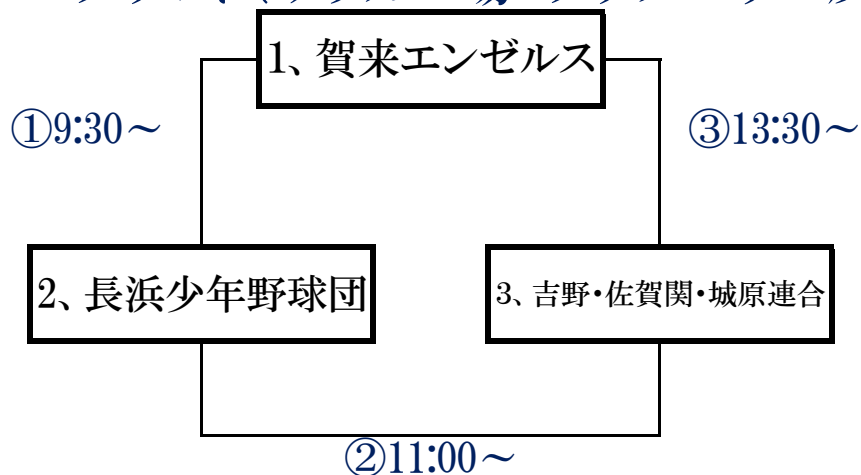 1、賀来エンゼルス
①9:30～
③13:30～
2、長浜少年野球団
3、吉野・佐賀関・城原連合
②11:00～